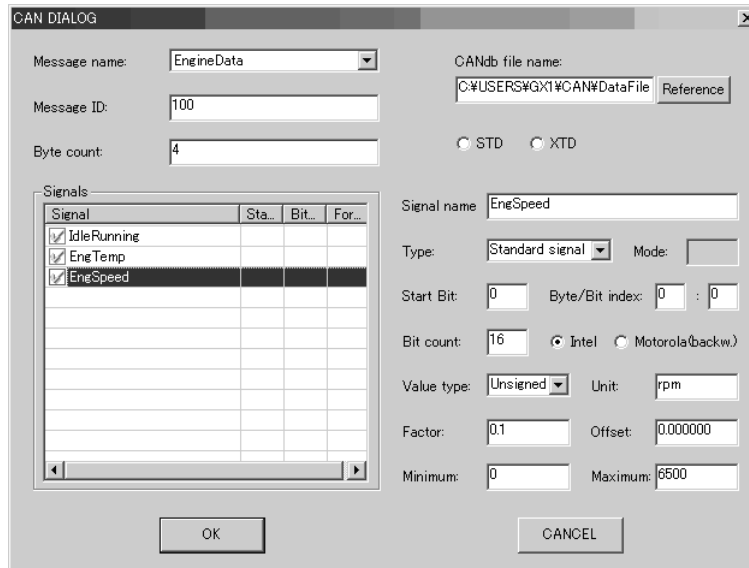 CAN DIALOG
Message name: EngineData
CANdb file name:
C:¥USERS¥GX1¥CAN¥DataFile Reference
Message ID: 100
STD XTD
Byte count: 4
Signals
Signal Sta... Bit... For...
IdleRunning
EngTemp
EngSpeed
Signal name EngSpeed
Type: Standard signal Mode:
Start Bit: 0 Byte/Bit index: 0 : 0
Bit count: 16 Intel Motorola(backw.)
Value type: Unsigned Unit: rpm
Factor: 0.1 Offset: 0.000000
Minimum: 0 Maximum: 6500
OK CANCEL